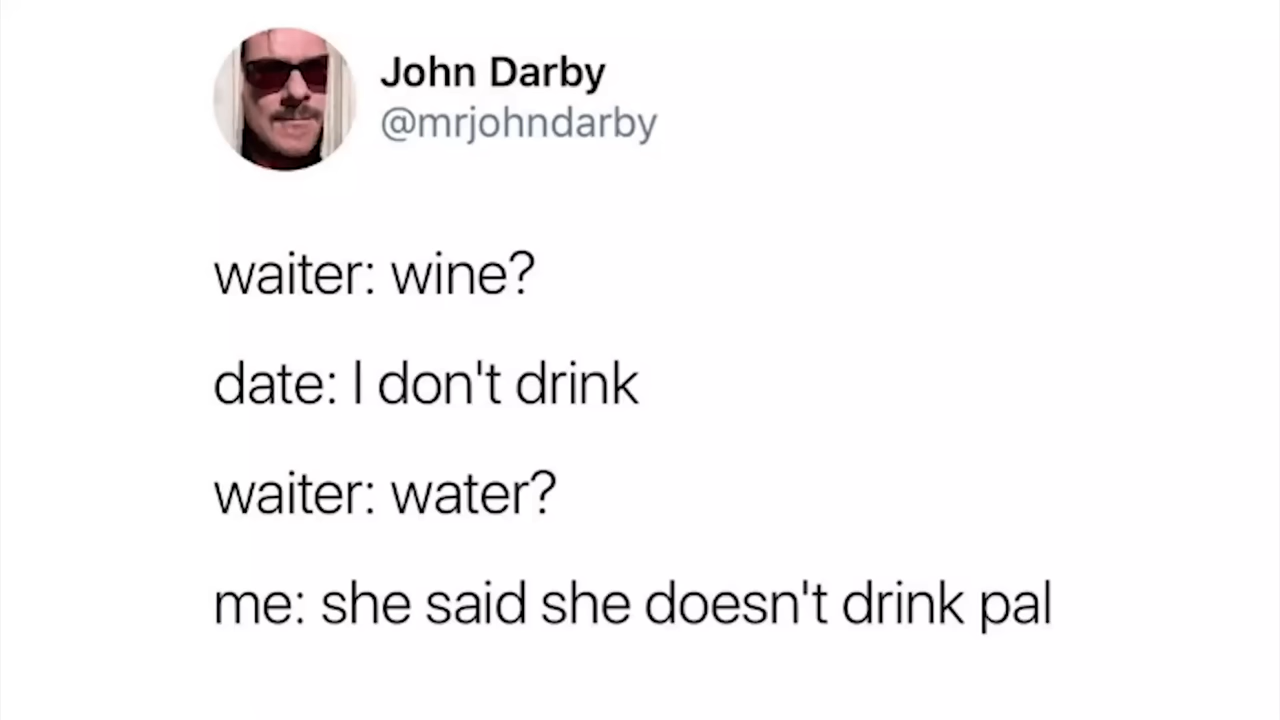 John Darby
@mrjohndarby
waiter: wine?
date: I don't drink
waiter: water?
me: she said she doesn't drink pal